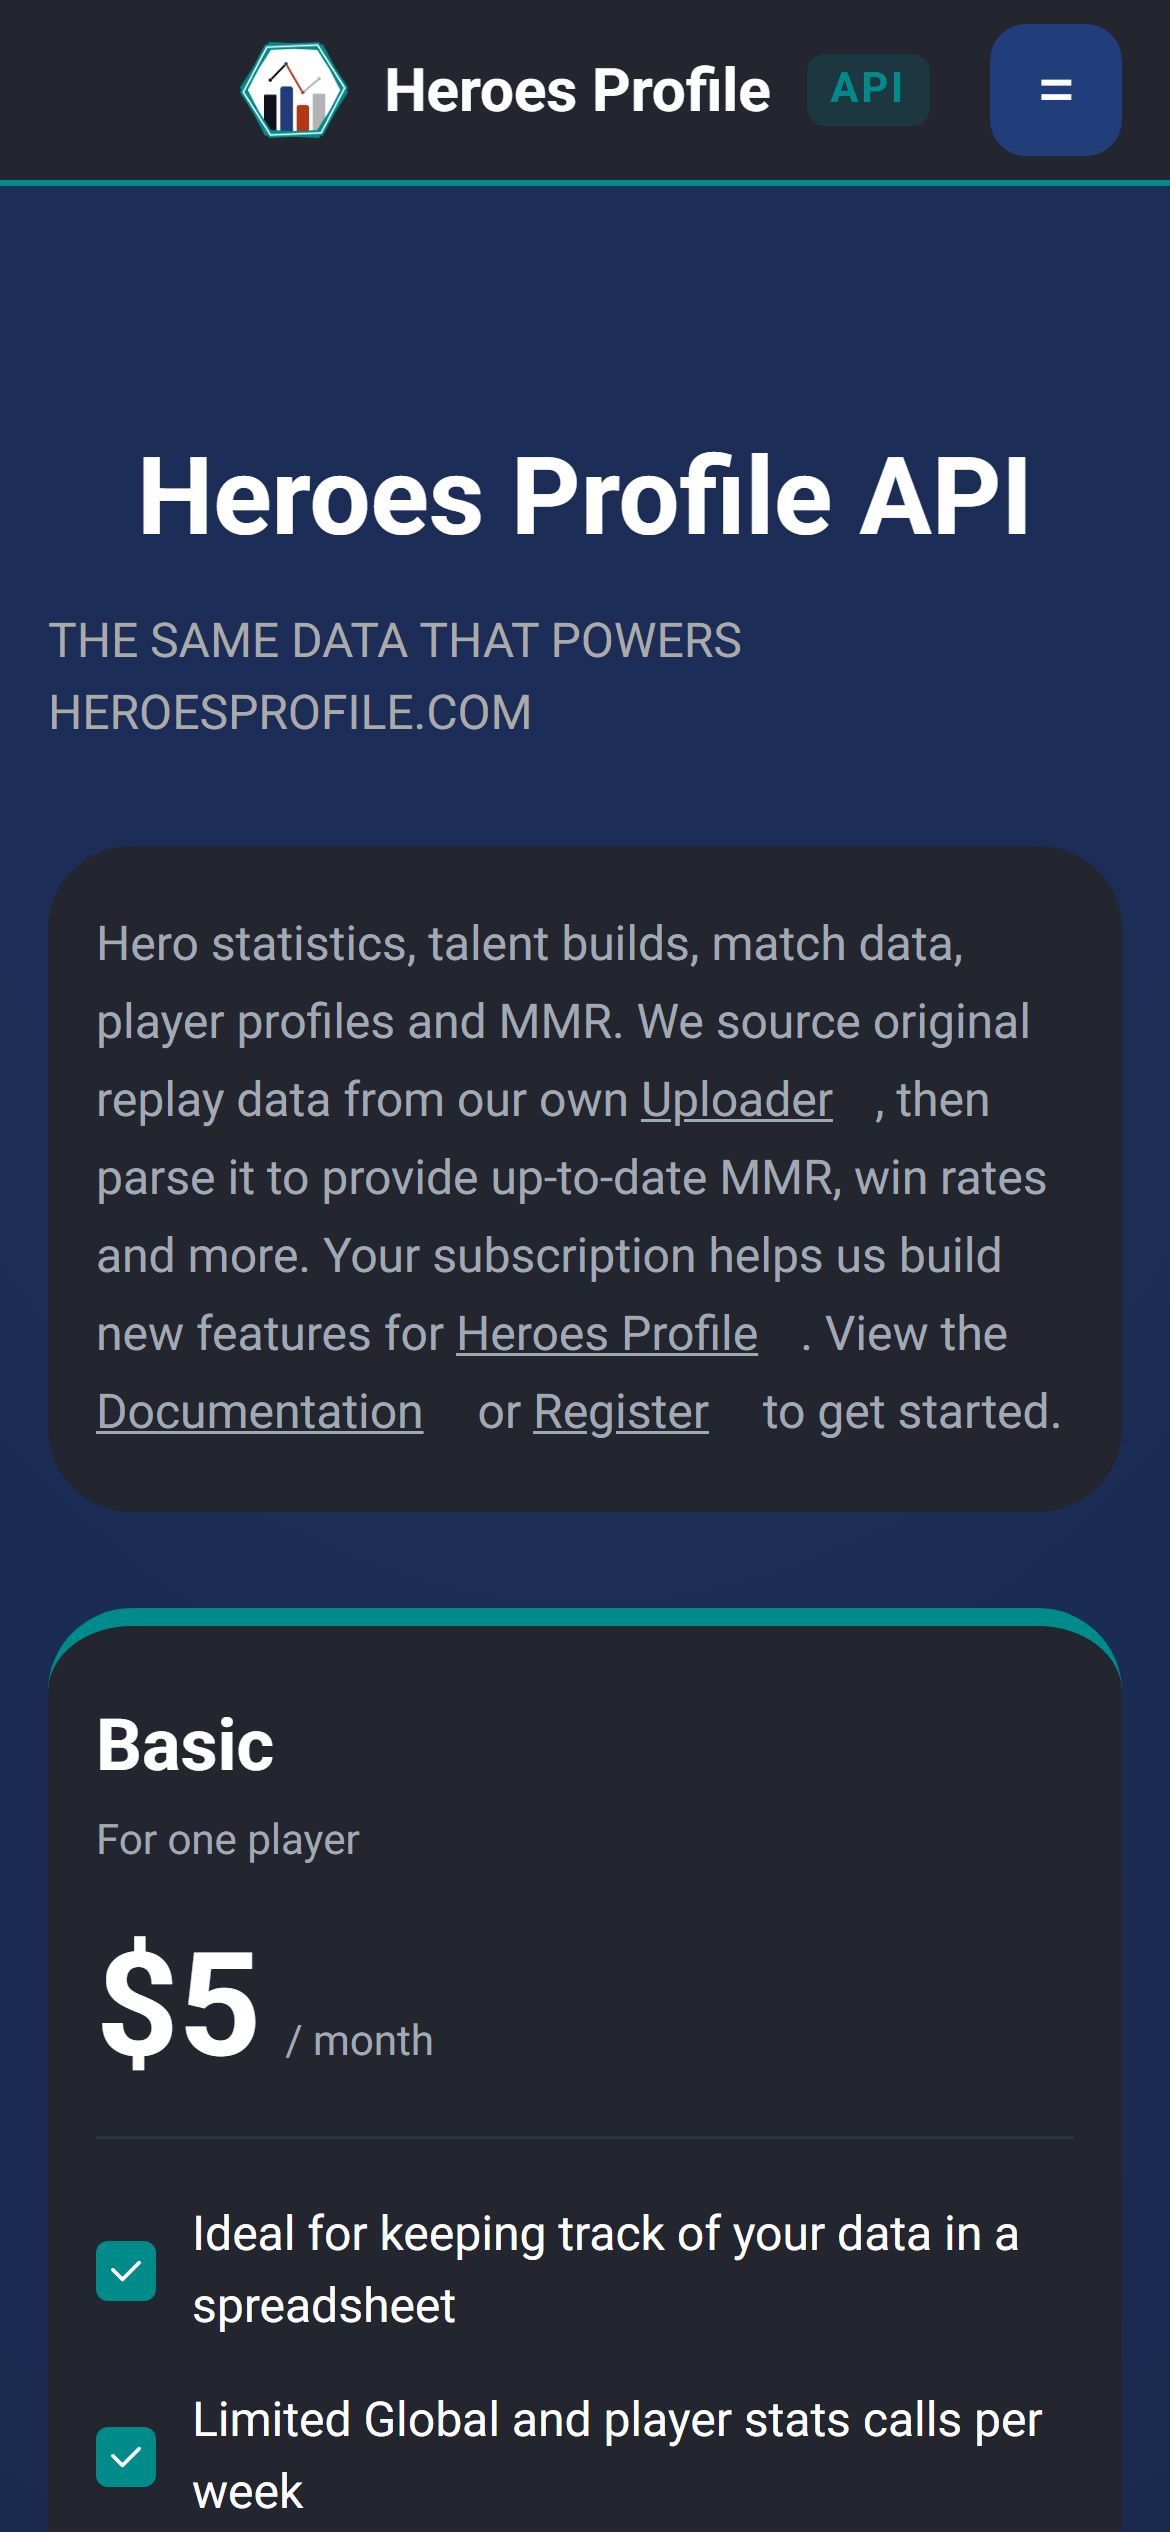 Heroes Profile API
=
Heroes Profile API
THE SAME DATA THAT POWERS
HEROESPROFILE.COM
Hero statistics, talent builds, match data,
player profiles and MMR. We source original
replay data from our own Uploader , then
parse it to provide up-to-date MMR, win rates
and more. Your subscription helps us build
new features for Heroes Profile . View the
Documentation or Register to get started.
Basic
For one player
$5 / month
Ideal for keeping track of your data in a
spreadsheet
Limited Global and player stats calls per
week